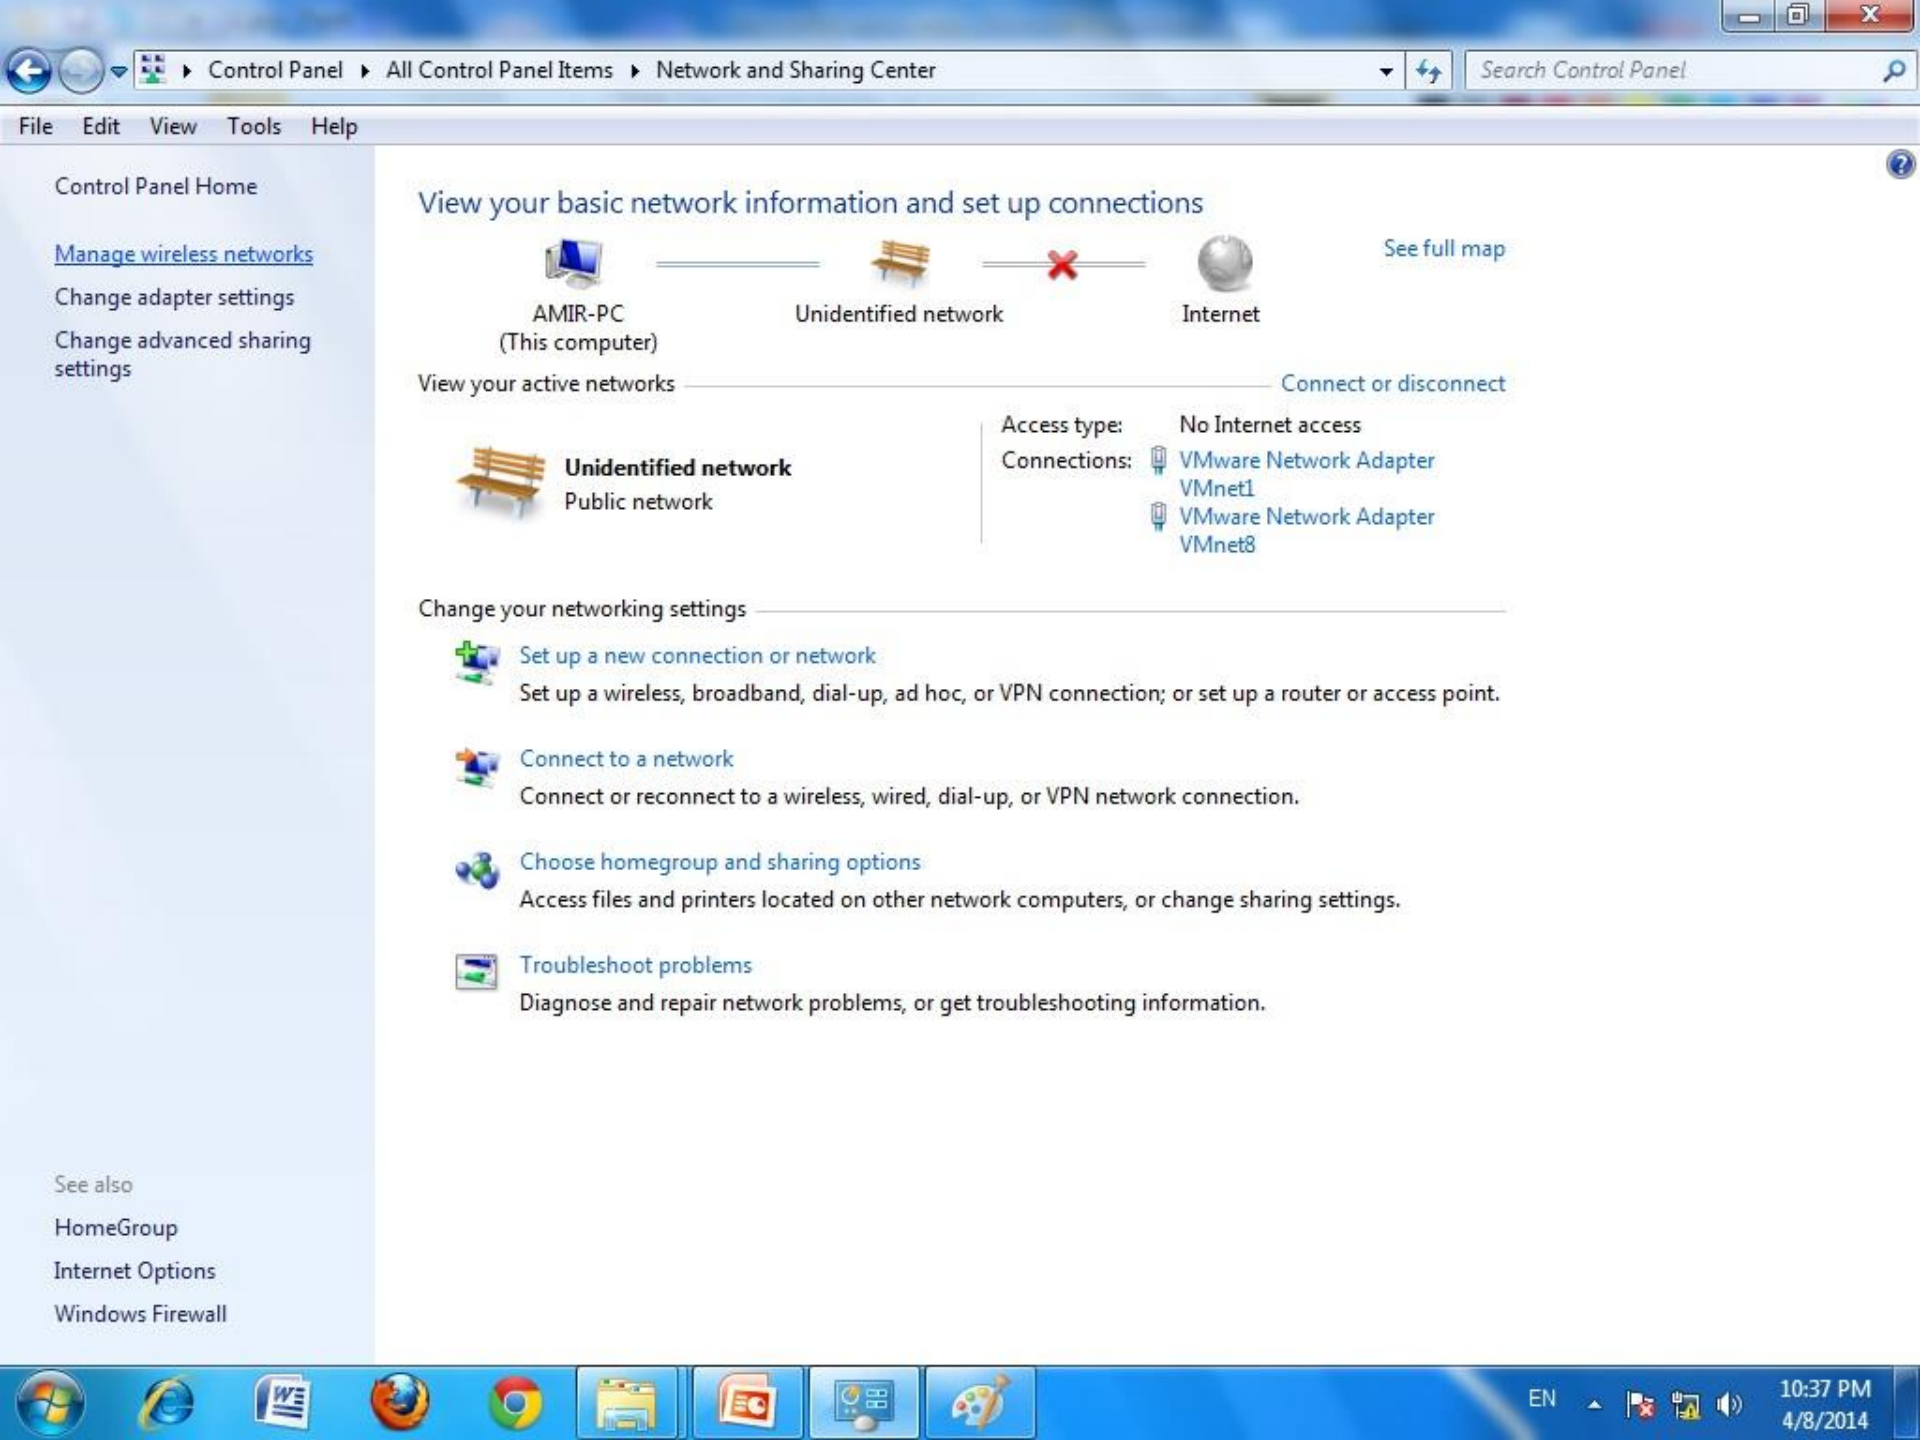 Control Panel
All Control Panel Items
Network and Sharing Center
Search Control Panel
File Edit View Tools Help
Control Panel Home
Manage wireless networks
Change adapter settings
Change advanced sharing
settings
See also
HomeGroup
Internet Options
Windows Firewall
View your basic network information and set up connections
See full map
AMIR-PC
(This computer)
Unidentified network
Internet
View your active networks
Connect or disconnect
Unidentified network
Public network
Access type: No Internet access
Connections: VMware Network Adapter
VMnet1
VMware Network Adapter
VMnet8
Change your networking settings
Set up a new connection or network
Set up a wireless, broadband, dial-up, ad hoc, or VPN connection; or set up a router or access point.
Connect to a network
Connect or reconnect to a wireless, wired, dial-up, or VPN network connection.
Choose homegroup and sharing options
Access files and printers located on other network computers, or change sharing settings.
Troubleshoot problems
Diagnose and repair network problems, or get troubleshooting information.
EN
10:37 PM
4/8/2014